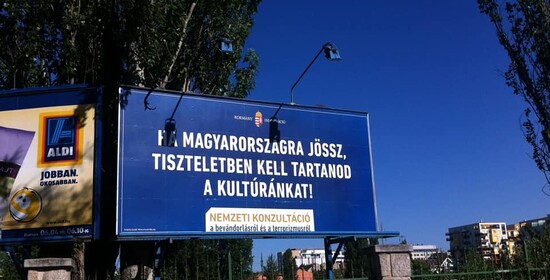 ALDI
JOBBAN.
OKOSABBAN.
HA MAGYARORSZÁGRA JÖSSZ,
TISZTELETBEN KELL TARTANOD
A KULTÚRÁNKAT!
NEMZETI KONZULTÁCIÓ
a bevándorlásról és a terrorizmusról